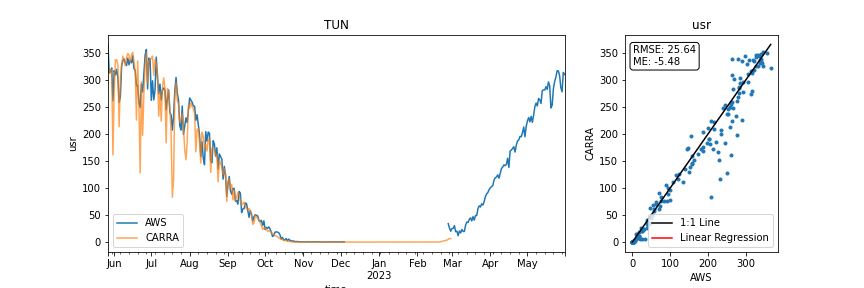 TUN
usr
350
300
250
200
150
100
50
0
usr
AWS
CARRA
Jun Jul Aug Sep Oct Nov Dec Jan Feb Mar Apr May
2023
time
usr
350
300
250
200
150
100
50
0
CARRA
RMSE: 25.64
ME: -5.48
1:1 Line
Linear Regression
0 100 200 300
AWS